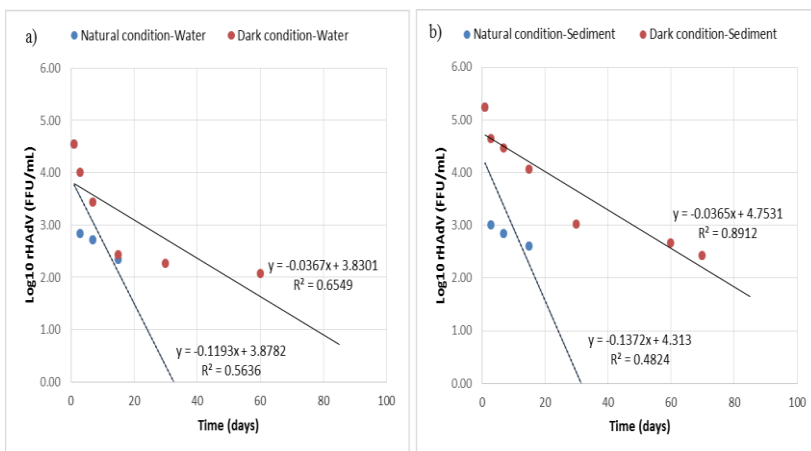 a)
Natural condition-Water Dark condition-Water
6.00
5.00
4.00
3.00
2.00
1.00
0.00
0 20 40 60 80 100
Log10 rHAdV (FFU/mL)
Time (days)
y = -0.0367x + 3.8301
R² = 0.6549
y = -0.1193x + 3.8782
R² = 0.5636
b)
Natural condition-Sediment Dark condition-Sediment
6.00
5.00
4.00
3.00
2.00
1.00
0.00
0 20 40 60 80 100
Log10 rHAdV (FFU/mL)
Time (days)
y = -0.0365x + 4.7531
R² = 0.8912
y = -0.1372x + 4.313
R² = 0.4824